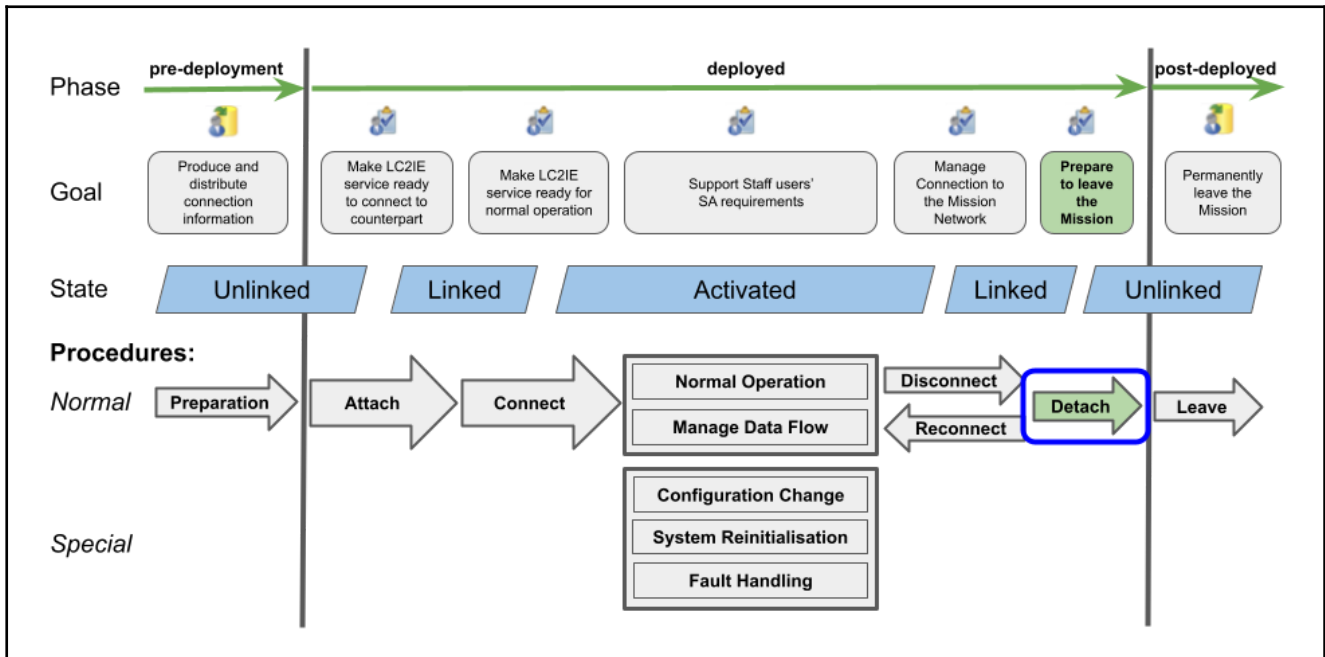 pre-deployment
deployed
post-deployed
Phase
Goal
Produce and
distribute
connection
information
Make LC2IE
service ready
to connect to
counterpart
Make LC2IE
service ready for
normal operation
Support Staff users’
SA requirements
Manage
Connection to
the Mission
Network
Prepare
to leave
the
Mission
Permanently
leave the
Mission
State
Unlinked
Linked
Activated
Linked
Unlinked
Procedures:
Normal
Preparation
Attach
Connect
Normal Operation
Manage Data Flow
Disconnect
Reconnect
Detach
Leave
Special
Configuration Change
System Reinitialisation
Fault Handling